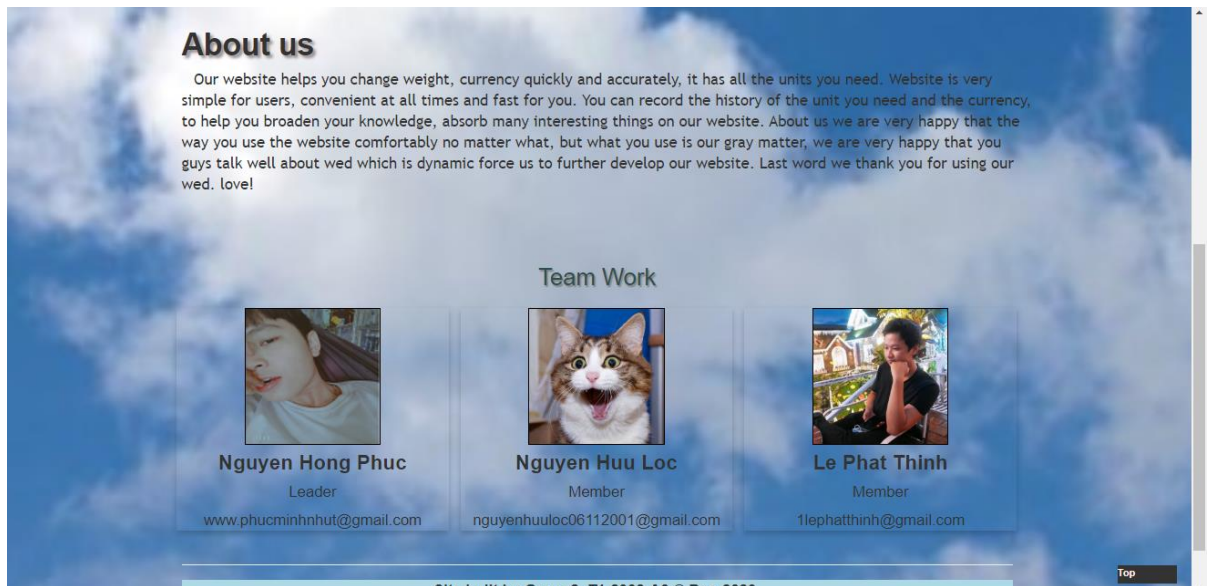 About us
Our website helps you change weight, currency quickly and accurately, it has all the units you need. Website is very
simple for users, convenient at all times and fast for you. You can record the history of the unit you need and the currency,
to help you broaden your knowledge, absorb many interesting things on our website. About us we are very happy that the
way you use the website comfortably no matter what, but what you use is our gray matter, we are very happy that you
guys talk well about wed which is dynamic force us to further develop our website. Last word we thank you for using our
wed. love!
Team Work
Nguyen Hong Phuc
Leader
www.phucminhnhut@gmail.com
Nguyen Huu Loc
Member
nguyenhuuloc06112001@gmail.com
Le Phat Thinh
Member
1lephatthinh@gmail.com
Top